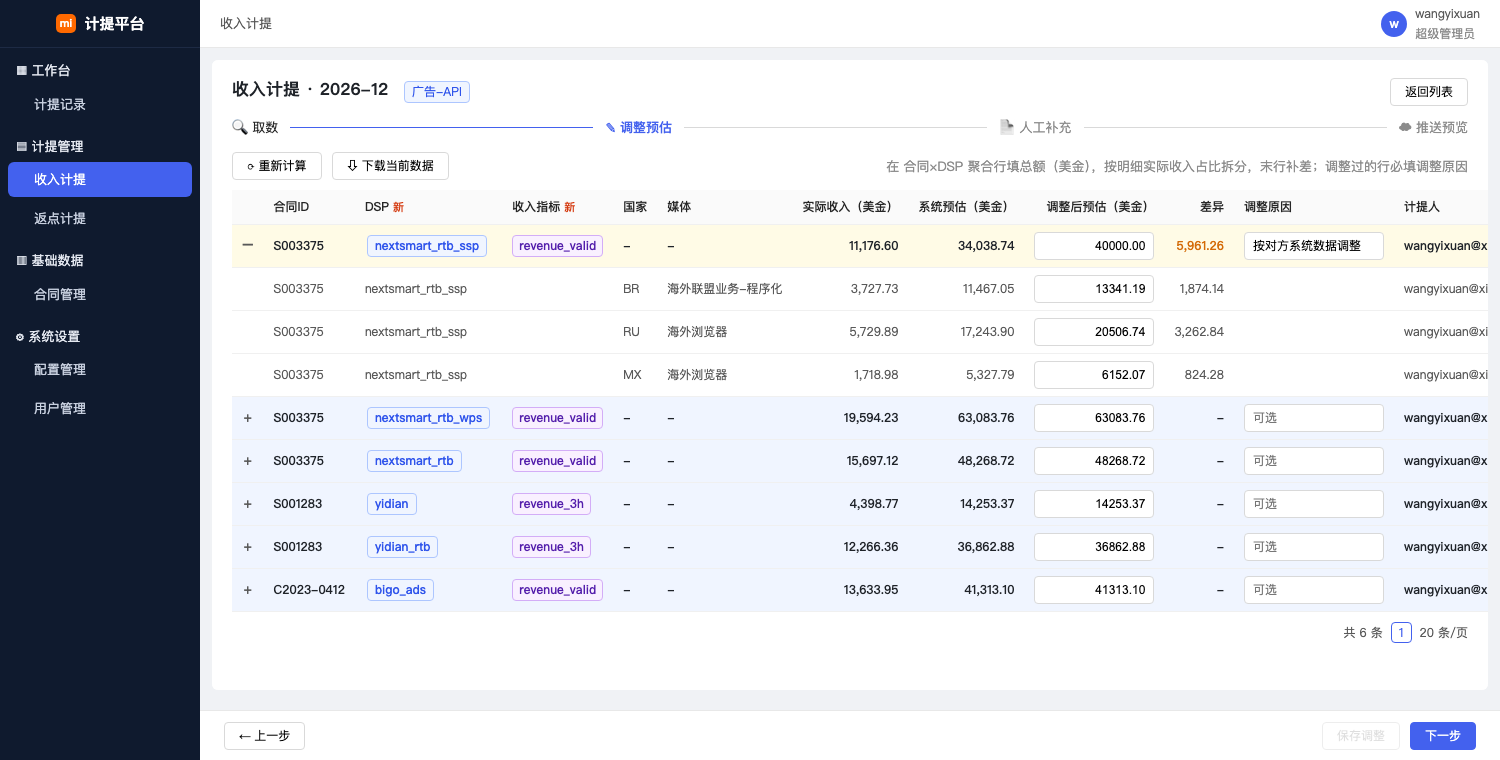 mi 计提平台
工作台
计提记录
计提管理
收入计提
返点计提
基础数据
合同管理
系统设置
配置管理
用户管理
收入计提
w wangyixuan
超级管理员
收入计提 · 2026-12 广告-API 返回列表
取数 调整预估 人工补充 推送预览
重新计算 下载当前数据 在 合同×DSP 聚合行填总额（美金），按明细实际收入占比拆分，末行补差；调整过的行必填调整原因
合同ID DSP 新 收入指标 新 国家 媒体 实际收入（美金） 系统预估（美金） 调整后预估（美金） 差异 调整原因 计提人
− S003375 nextsmart_rtb_ssp revenue_valid – – 11,176.60 34,038.74 40000.00 5,961.26 按对方系统数据调整 wangyixuan@x
S003375 nextsmart_rtb_ssp BR 海外联盟业务-程序化 3,727.73 11,467.05 13341.19 1,874.14 wangyixuan@xi
S003375 nextsmart_rtb_ssp RU 海外浏览器 5,729.89 17,243.90 20506.74 3,262.84 wangyixuan@xi
S003375 nextsmart_rtb_ssp MX 海外浏览器 1,718.98 5,327.79 6152.07 824.28 wangyixuan@xi
+ S003375 nextsmart_rtb_wps revenue_valid – – 19,594.23 63,083.76 63083.76 – 可选 wangyixuan@x
+ S003375 nextsmart_rtb revenue_valid – – 15,697.12 48,268.72 48268.72 – 可选 wangyixuan@x
+ S001283 yidian revenue_3h – – 4,398.77 14,253.37 14253.37 – 可选 wangyixuan@x
+ S001283 yidian_rtb revenue_3h – – 12,266.36 36,862.88 36862.88 – 可选 wangyixuan@x
+ C2023-0412 bigo_ads revenue_valid – – 13,633.95 41,313.10 41313.10 – 可选 wangyixuan@x
共 6 条 1 20 条/页
← 上一步 保存调整 下一步